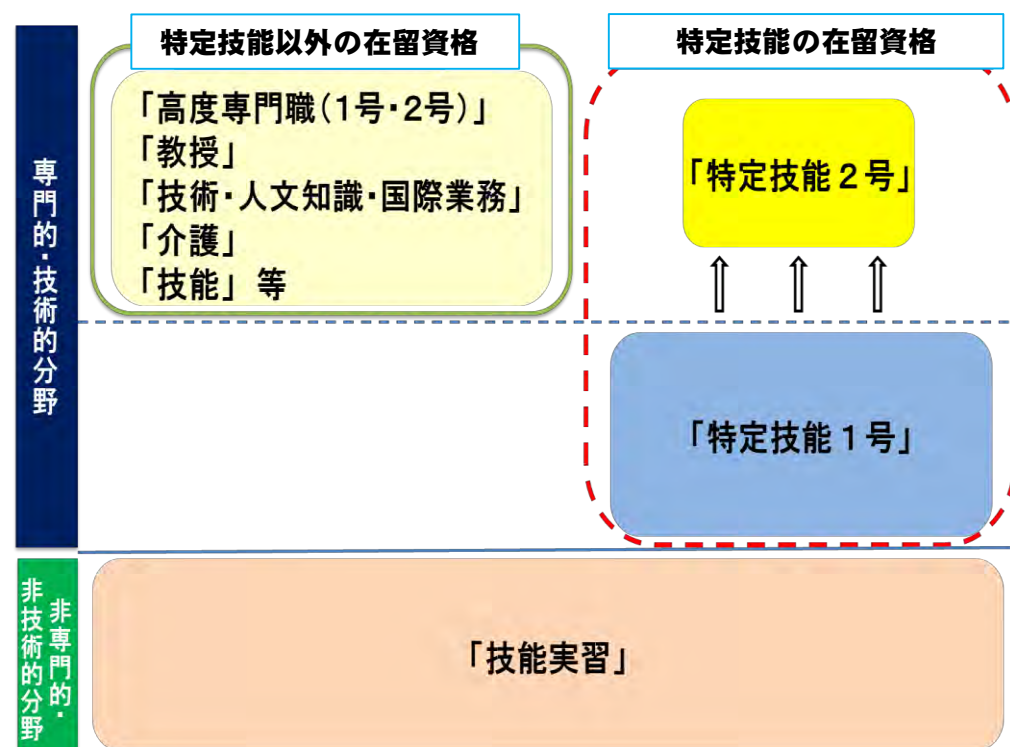 特定技能以外の在留資格
特定技能の在留資格
専門的・技術的分野
「高度専門職(1号・2号)」
「教授」
「技術・人文知識・国際業務」
「介護」
「技能」等
「特定技能2号」
「特定技能1号」
非専門的・
非技術的分野
「技能実習」